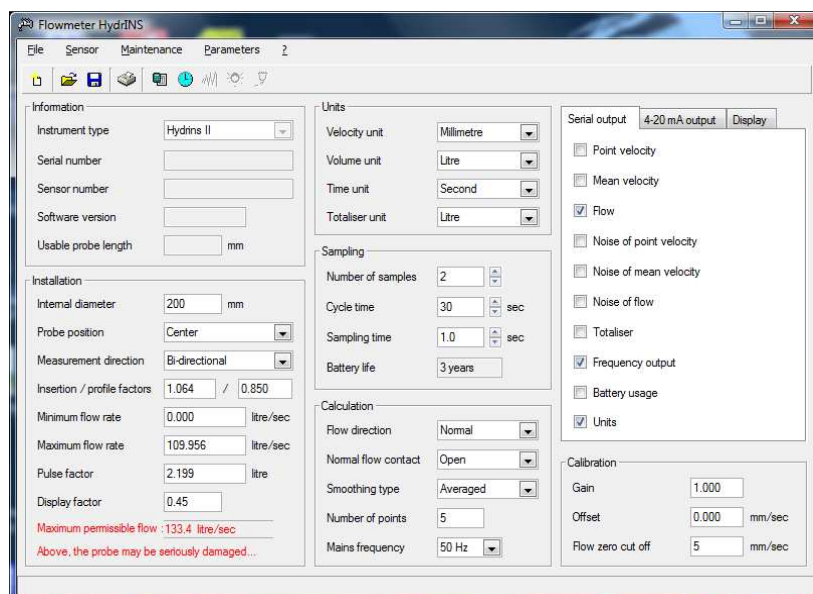 Flowmeter HydrINS
File Sensor Maintenance Parameters ?
Information
Instrument type Hydrins II
Serial number
Sensor number
Software version
Usable probe length mm
Installation
Internal diameter 200 mm
Probe position Center
Measurement direction Bi-directional
Insertion / profile factors 1.064 / 0.850
Minimum flow rate 0.000 litre/sec
Maximum flow rate 109.956 litre/sec
Pulse factor 2.199 litre
Display factor 0.45
Maximum permissible flow : 133.4 litre/sec
Above, the probe may be seriously damaged...
Units
Velocity unit Millimetre
Volume unit Litre
Time unit Second
Totaliser unit Litre
Sampling
Number of samples 2
Cycle time 30 sec
Sampling time 1.0 sec
Battery life 3 years
Calculation
Flow direction Normal
Normal flow contact Open
Smoothing type Averaged
Number of points 5
Mains frequency 50 Hz
Serial output 4-20 mA output Display
Point velocity
Mean velocity
Flow
Noise of point velocity
Noise of mean velocity
Noise of flow
Totaliser
Frequency output
Battery usage
Units
Calibration
Gain 1.000
Offset 0.000 mm/sec
Flow zero cut off 5 mm/sec